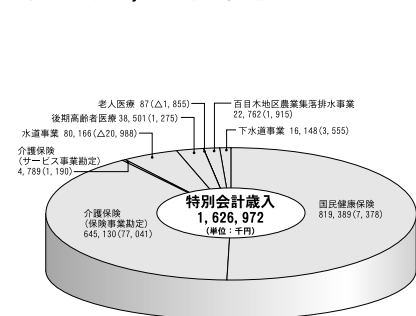 老人医療 87(△1,855)
百目木地区農業集落排水事業
22,762(1,915)
後期高齢者医療 38,501(1,275)
下水道事業 16,148(3,555)
水道事業 80,166(△20,988)
介護保険
(サービス事業勘定)
4,789(1,190)
特別会計歳入
1,626,972
(単位:千円)
国民健康保険
819,389(7,378)
介護保険
(保険事業勘定)
645,130(77,041)